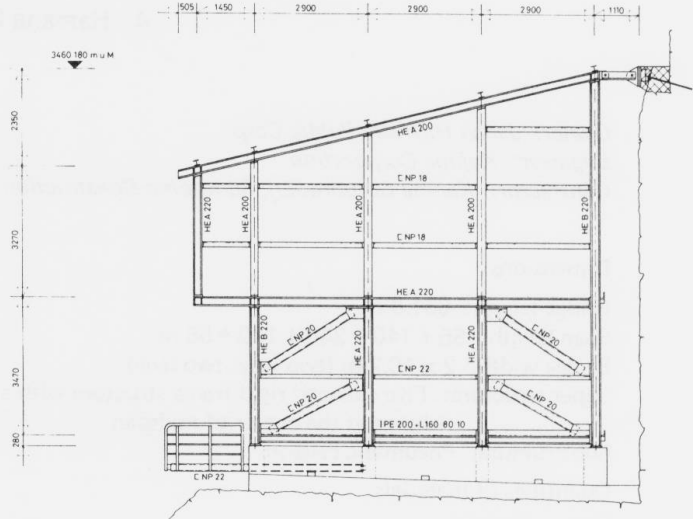 505
1450
2900
2900
2900
1110
3460.180 m u M
2350
3270
3470
280
HE A 200
C NP 18
HE A 220
HE A 200
HE A 200
HE A 200
HE B 220
C NP 18
HE A 220
C NP 20
HE B 220
HE A 220
HE A 220
C NP 20
C NP 22
C NP 20
C NP 20
I PE 200 + L 160 80 10
C NP 22